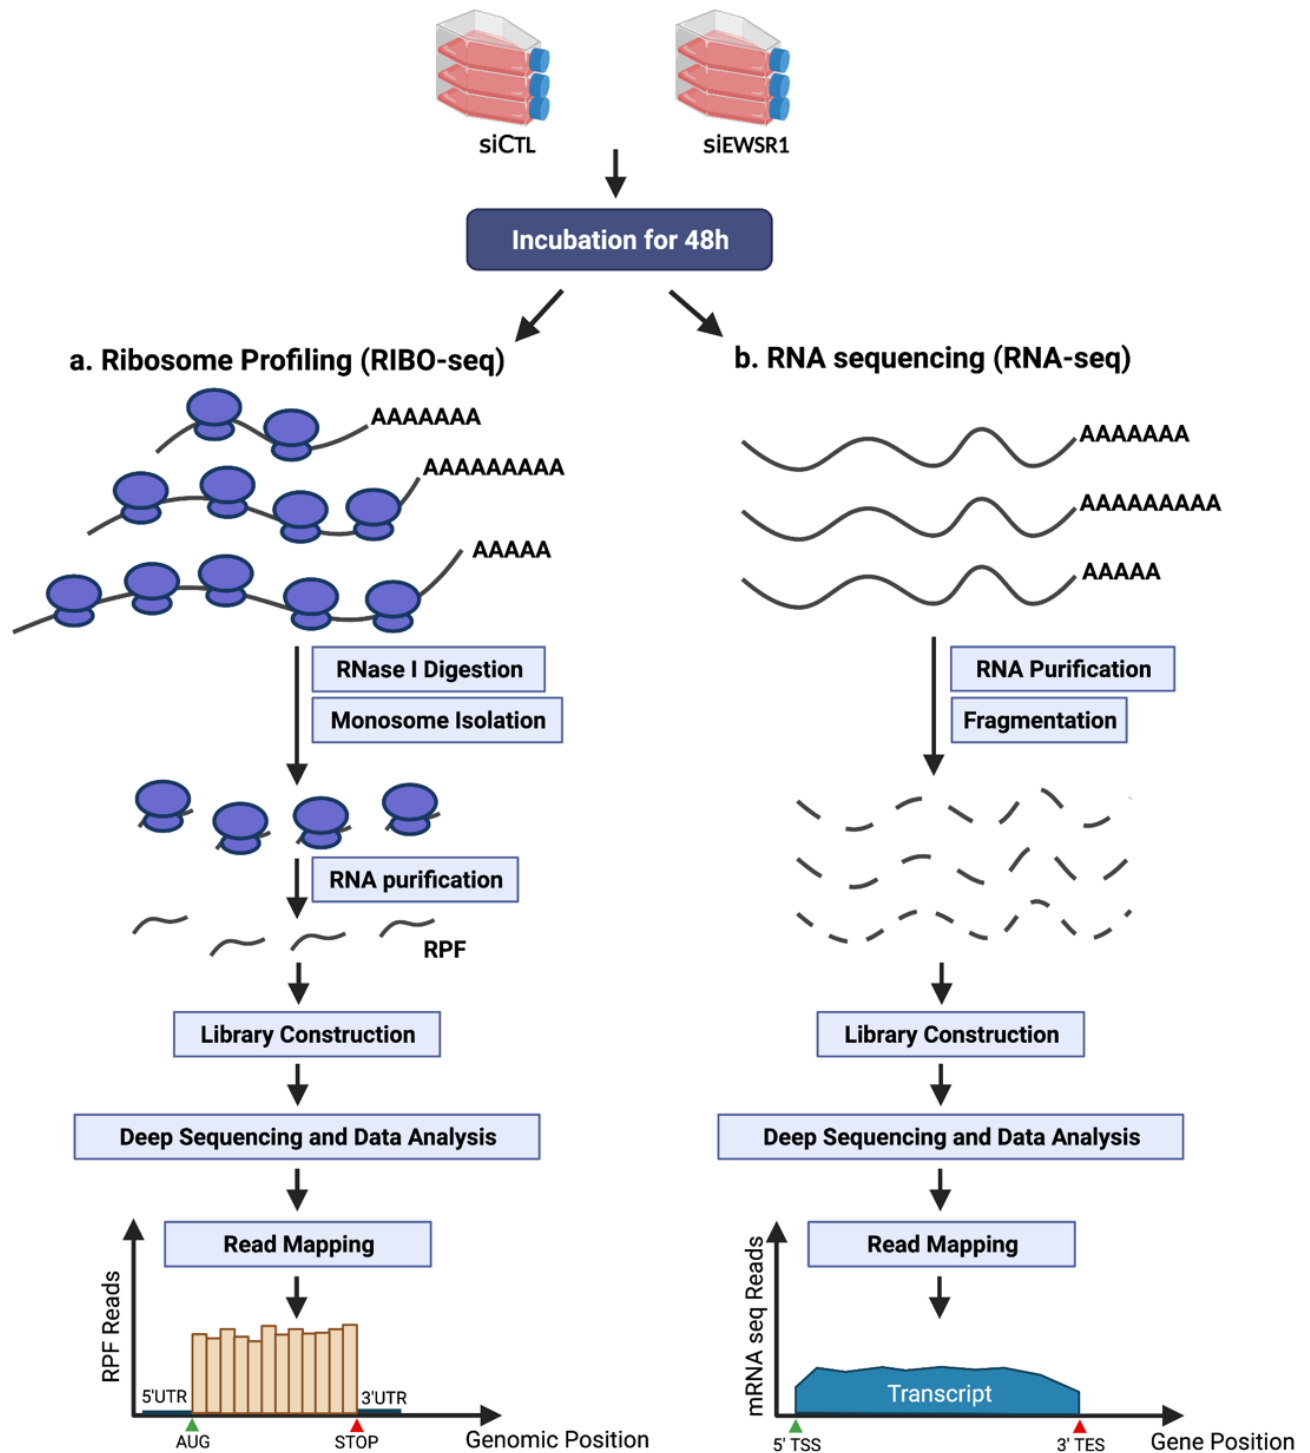 siCTL
siEWSR1
Incubation for 48h
a. Ribosome Profiling (RIBO-seq)
AAAAAAA
AAAAAAAAA
AAAAA
RNase I Digestion
Monosome Isolation
RNA purification
RPF
Library Construction
Deep Sequencing and Data Analysis
Read Mapping
RPF Reads
5'UTR
3'UTR
AUG
STOP
Genomic Position
b. RNA sequencing (RNA-seq)
AAAAAAA
AAAAAAAAA
AAAAA
RNA Purification
Fragmentation
Library Construction
Deep Sequencing and Data Analysis
Read Mapping
mRNA seq Reads
Transcript
5' TSS
3' TES
Gene Position